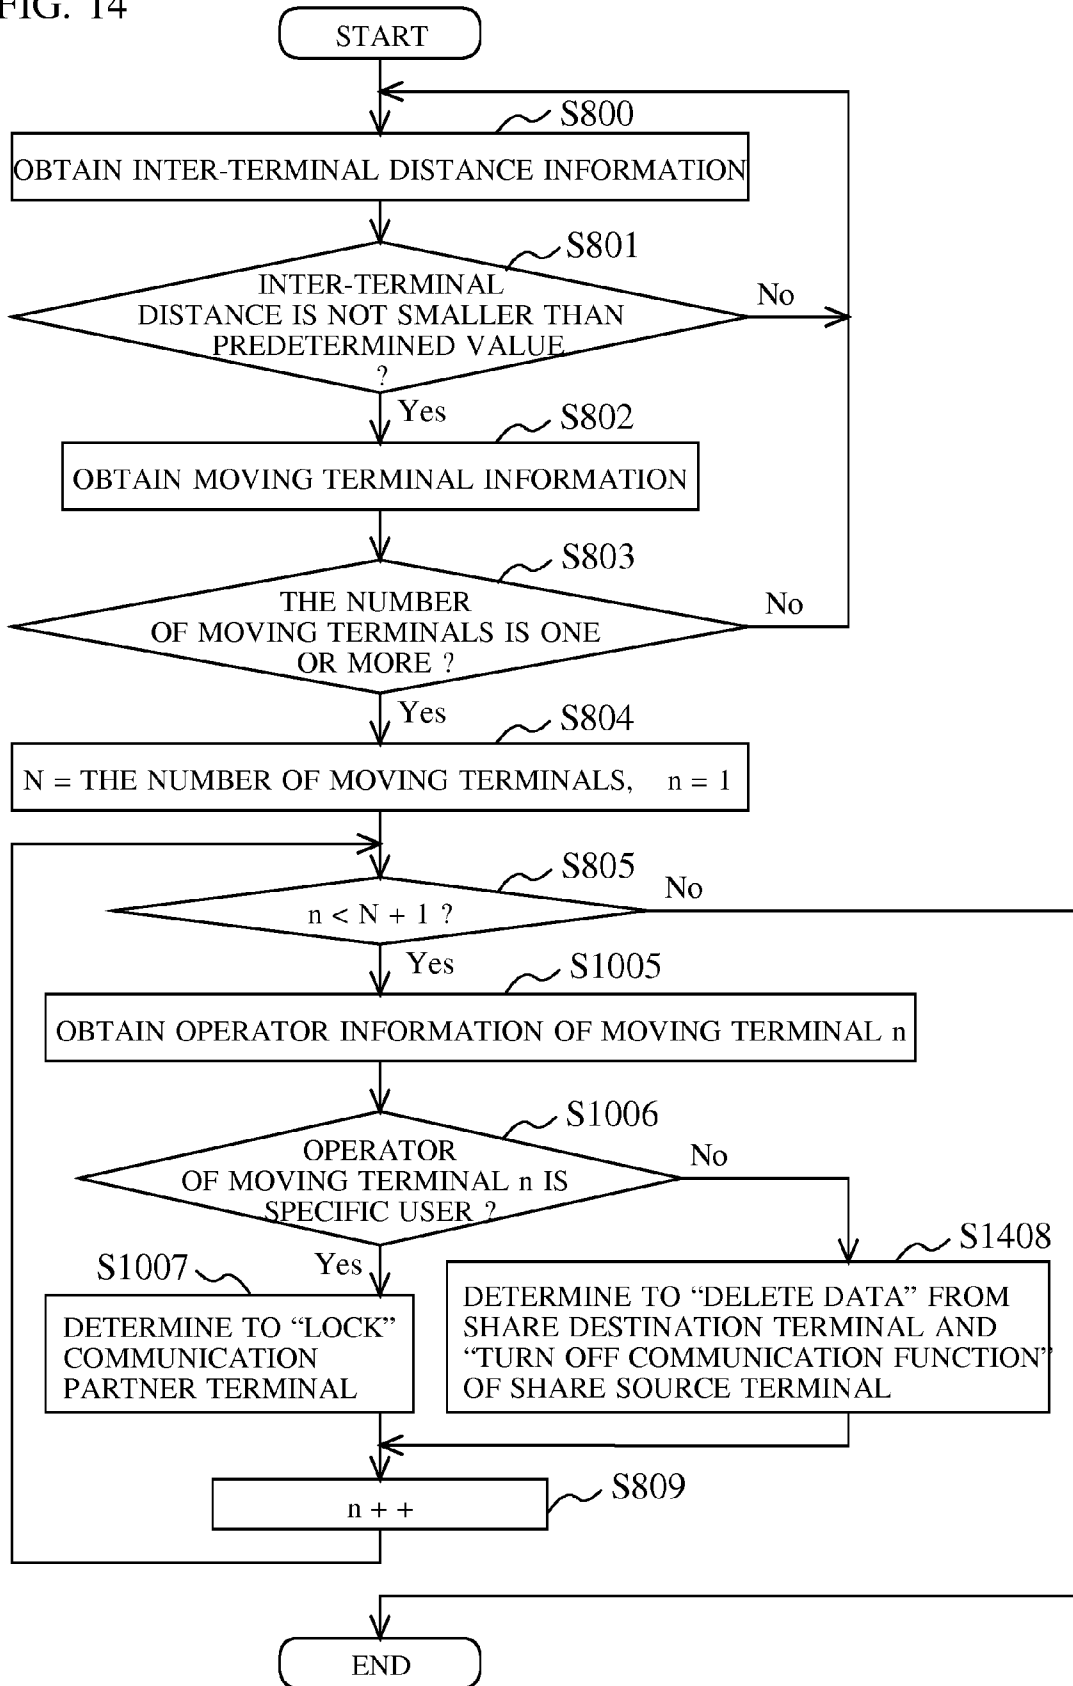 FIG. 14
START
S800
OBTAIN INTER-TERMINAL DISTANCE INFORMATION
S801
INTER-TERMINAL
DISTANCE IS NOT SMALLER THAN
PREDETERMINED VALUE
?
No
Yes
S802
OBTAIN MOVING TERMINAL INFORMATION
S803
THE NUMBER
OF MOVING TERMINALS IS ONE
OR MORE ?
No
Yes
S804
N = THE NUMBER OF MOVING TERMINALS, n = 1
S805
n < N + 1 ?
No
Yes
S1005
OBTAIN OPERATOR INFORMATION OF MOVING TERMINAL n
S1006
OPERATOR
OF MOVING TERMINAL n IS
SPECIFIC USER ?
No
Yes
S1007
DETERMINE TO “LOCK”
COMMUNICATION
PARTNER TERMINAL
S1408
DETERMINE TO “DELETE DATA” FROM
SHARE DESTINATION TERMINAL AND
“TURN OFF COMMUNICATION FUNCTION”
OF SHARE SOURCE TERMINAL
S809
n + +
END